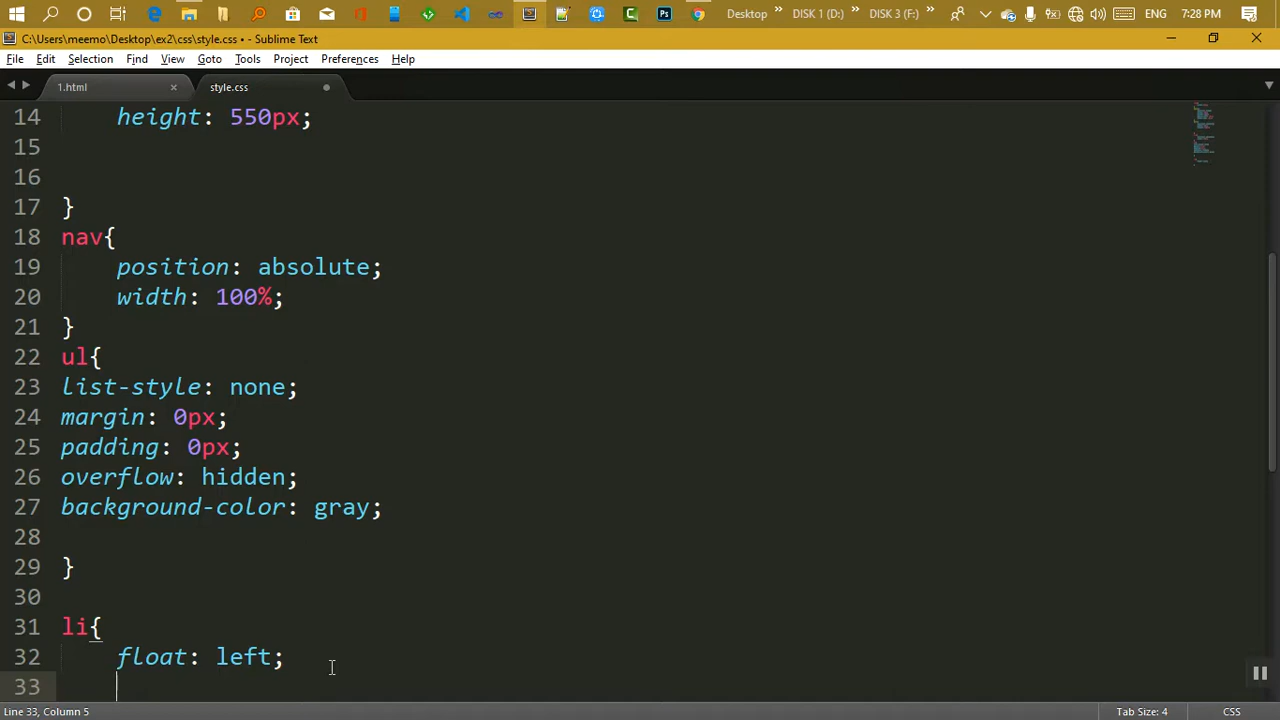 Desktop » DISK 1 (D:) » DISK 3 (F:) » ENG 7:28 PM
C:\Users\meemo\Desktop\ex2\css\style.css • - Sublime Text
File Edit Selection Find View Goto Tools Project Preferences Help
1.html × style.css
14 height: 550px;
15
16
17 }
18 nav{
19 position: absolute;
20 width: 100%;
21 }
22 ul{
23 list-style: none;
24 margin: 0px;
25 padding: 0px;
26 overflow: hidden;
27 background-color: gray;
28
29 }
30
31 li{
32 float: left;
33
Line 33, Column 5 Tab Size: 4 CSS